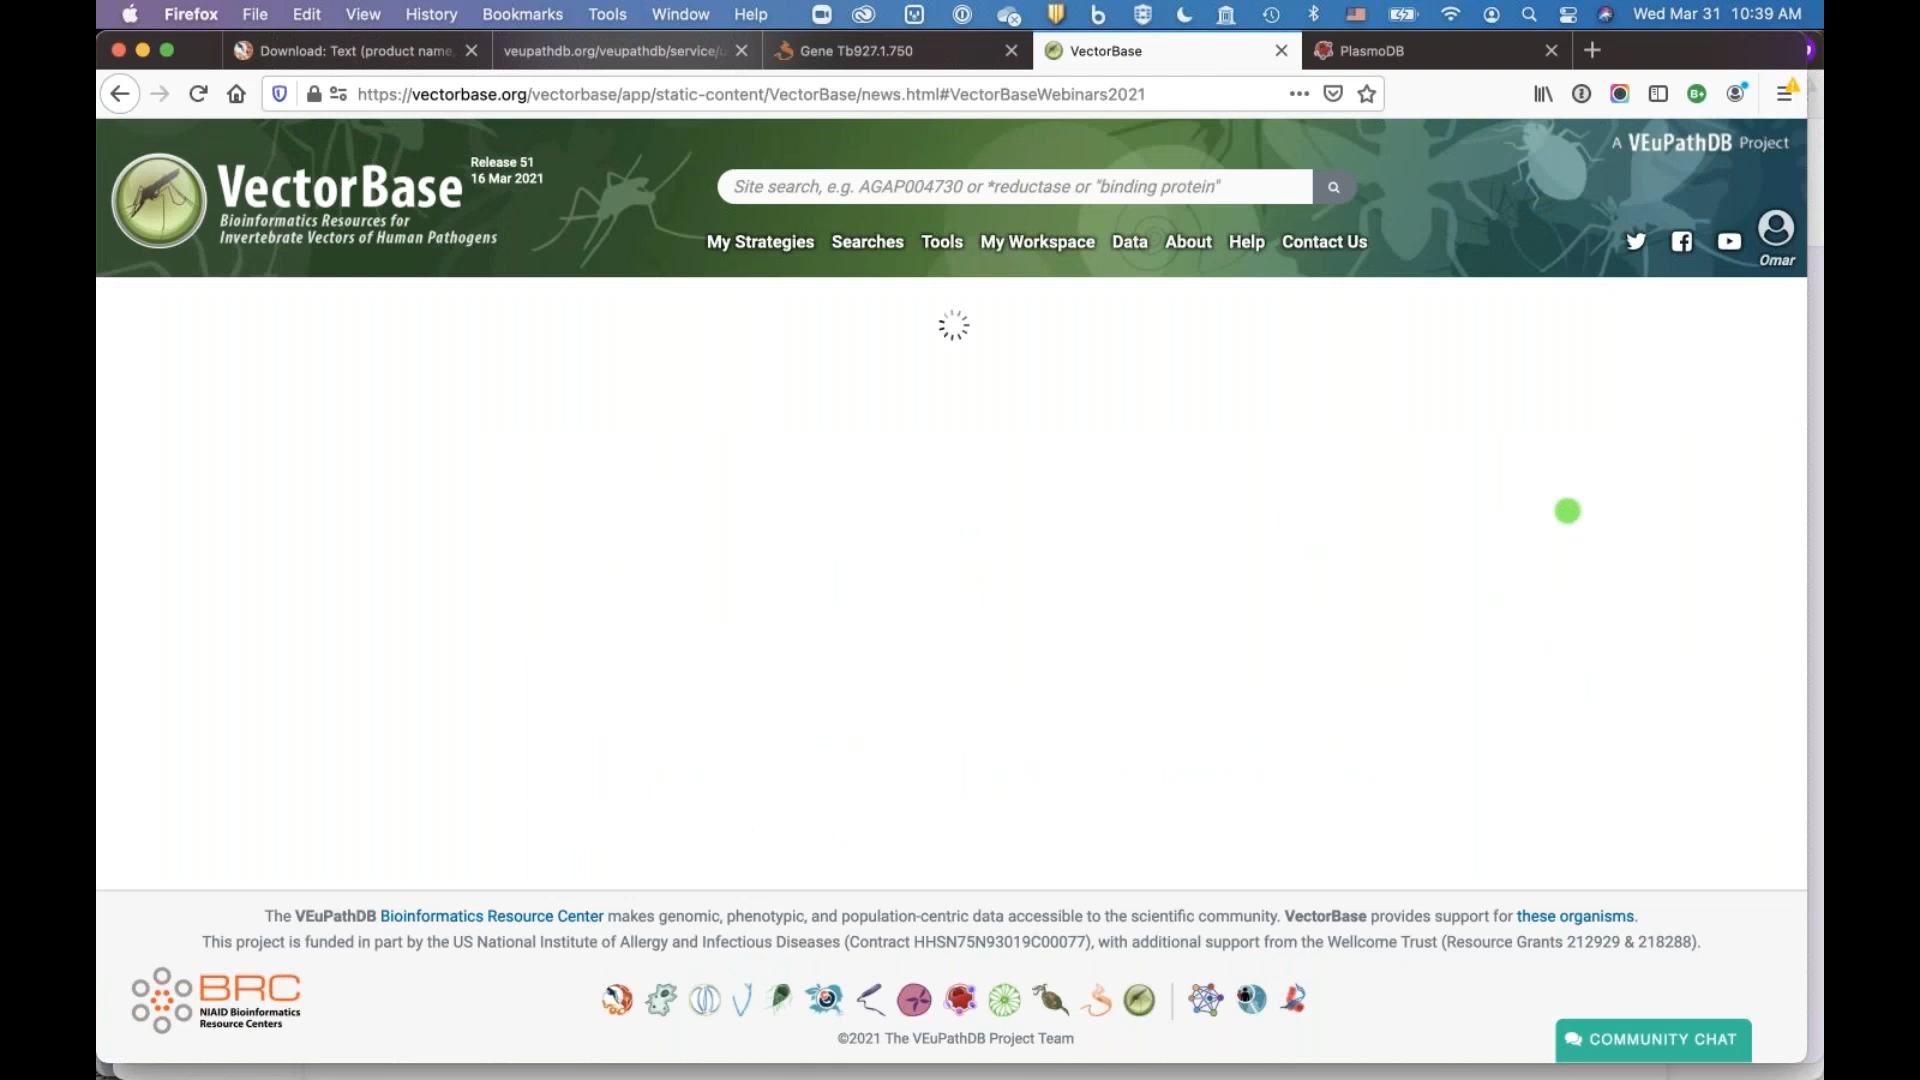 Firefox File Edit View History Bookmarks Tools Window Help Wed Mar 31 10:39 AM
Download: Text (product name, veupathdb.org/veupathdb/service/u Gene Tb927.1.750 VectorBase PlasmoDB
https://vectorbase.org/vectorbase/app/static-content/VectorBase/news.html#VectorBaseWebinars2021
A VEuPathDB Project
VectorBase
Release 51
16 Mar 2021
Bioinformatics Resources for
Invertebrate Vectors of Human Pathogens
Site search, e.g. AGAP004730 or *reductase or "binding protein"
My Strategies Searches Tools My Workspace Data About Help Contact Us
Omar
The VEuPathDB Bioinformatics Resource Center makes genomic, phenotypic, and population-centric data accessible to the scientific community. VectorBase provides support for these organisms.
This project is funded in part by the US National Institute of Allergy and Infectious Diseases (Contract HHSN75N93019C00077), with additional support from the Wellcome Trust (Resource Grants 212929 & 218288).
BRC
NIAID Bioinformatics
Resource Centers
©2021 The VEuPathDB Project Team
COMMUNITY CHAT